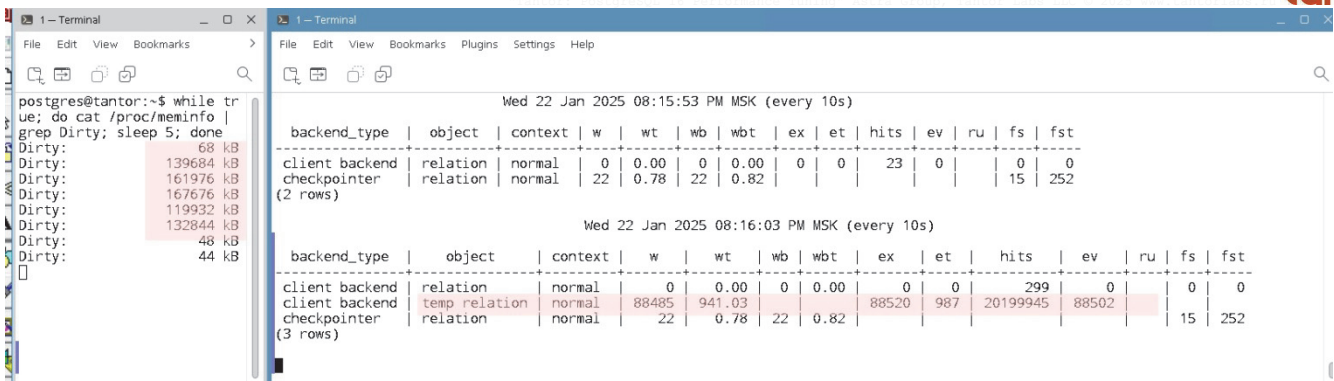 1 — Terminal
File Edit View Bookmarks >
postgres@tantor:~$ while tr
ue; do cat /proc/meminfo |
grep Dirty; sleep 5; done
Dirty: 68 kB
Dirty: 139684 kB
Dirty: 161976 kB
Dirty: 167676 kB
Dirty: 119932 kB
Dirty: 132844 kB
Dirty: 48 kB
Dirty: 44 kB
1 — Terminal
File Edit View Bookmarks Plugins Settings Help
Wed 22 Jan 2025 08:15:53 PM MSK (every 10s)
backend_type | object | context | w | wt | wb | wbt | ex | et | hits | ev | ru | fs | fst
----------------+----------+---------+----+------+----+------+----+----+------+----+----+----+-----
client backend | relation | normal | 0 | 0.00 | 0 | 0.00 | 0 | 0 | 23 | 0 | | 0 | 0
checkpointer | relation | normal | 22 | 0.78 | 22 | 0.82 | | | | | | 15 | 252
(2 rows)
Wed 22 Jan 2025 08:16:03 PM MSK (every 10s)
backend_type | object | context | w | wt | wb | wbt | ex | et | hits | ev | ru | fs | fst
----------------+---------------+---------+-------+--------+----+------+-------+-----+----------+-------+----+----+-----
client backend | relation | normal | 0 | 0.00 | 0 | 0.00 | 0 | 0 | 299 | 0 | | 0 | 0
client backend | temp relation | normal | 88485 | 941.03 | | | 88520 | 987 | 20199945 | 88502 | | |
checkpointer | relation | normal | 22 | 0.78 | 22 | 0.82 | | | | | | 15 | 252
(3 rows)